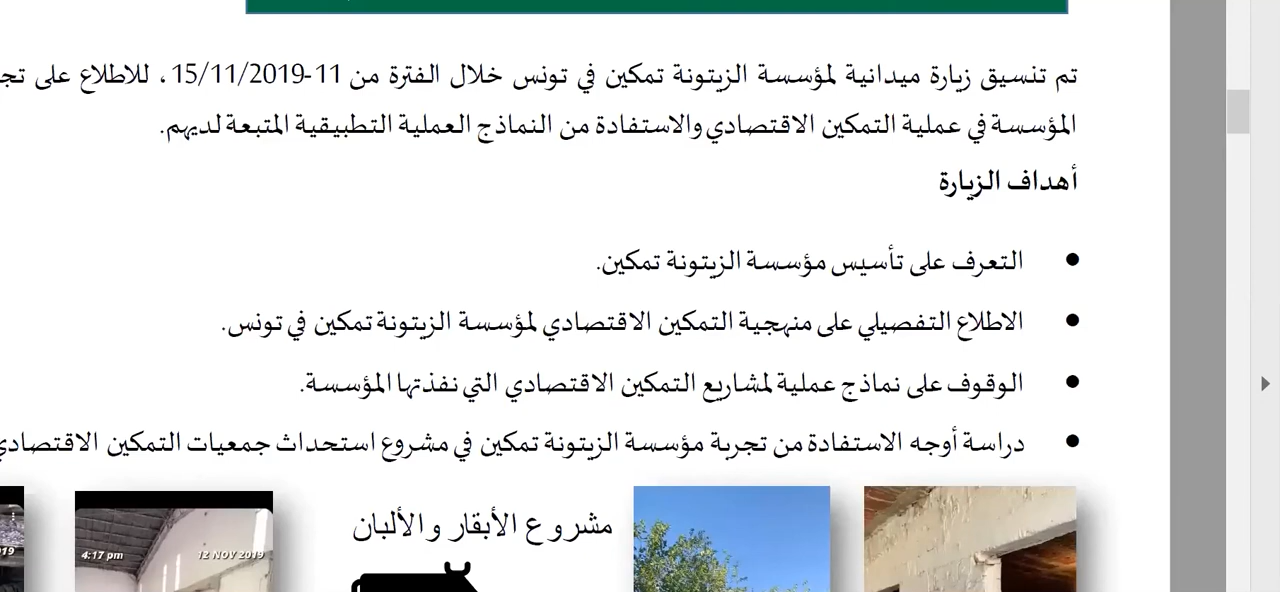 تم تنسيق زيارة ميدانية لمؤسسة الزيتونة تمكين في تونس خلال الفترة من 11-15/11/2019، للاطلاع على
المؤسسة في عملية التمكين الاقتصادي والاستفادة من النماذج العملية التطبيقية المتبعة لديهم.
أهداف الزيارة
● التعرف على تأسيس مؤسسة الزيتونة تمكين.
● الاطلاع التفصيلي على منهجية التمكين الاقتصادي لمؤسسة الزيتونة تمكين في تونس.
● الوقوف على نماذج عملية لمشاريع التمكين الاقتصادي التي نفذتها المؤسسة.
● دراسة أوجه الاستفادة من تجربة مؤسسة الزيتونة تمكين في مشروع استحداث جمعيات التمكين الاقتصادي
مشروع الأبقار والألبان
12 NOV 2019
4:17 pm